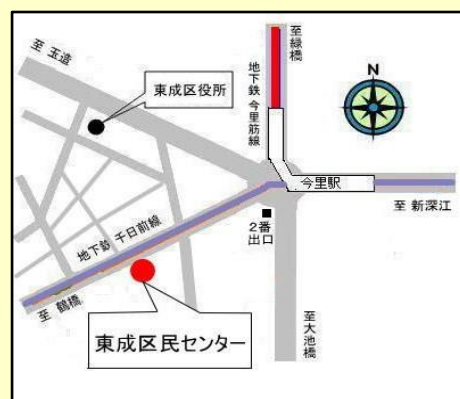 至 玉造
東成区役所
至緑橋
地下鉄 今里筋線
N
今里駅
至 新深江
2番
出口
地下鉄 千日前線
至 鶴橋
東成区民センター
至大池橋